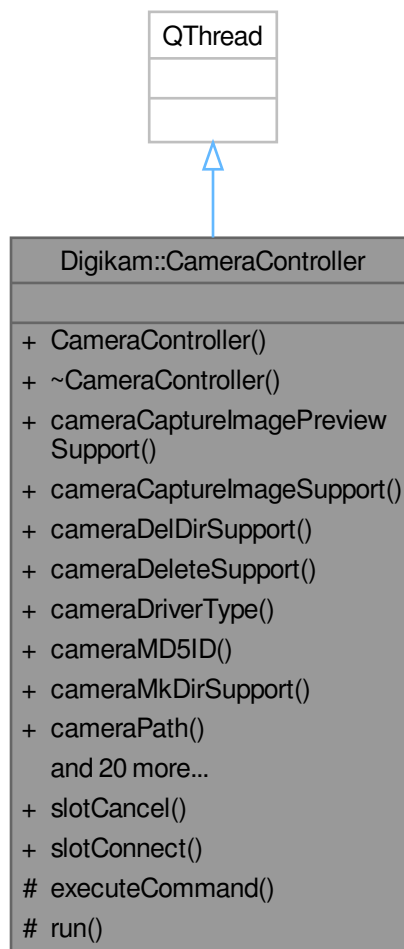 QThread
Digikam::CameraController
+ CameraController()
+ ~CameraController()
+ cameraCaptureImagePreview
Support()
+ cameraCaptureImageSupport()
+ cameraDelDirSupport()
+ cameraDeleteSupport()
+ cameraDriverType()
+ cameraMD5ID()
+ cameraMkDirSupport()
+ cameraPath()
and 20 more...
+ slotCancel()
+ slotConnect()
# executeCommand()
# run()